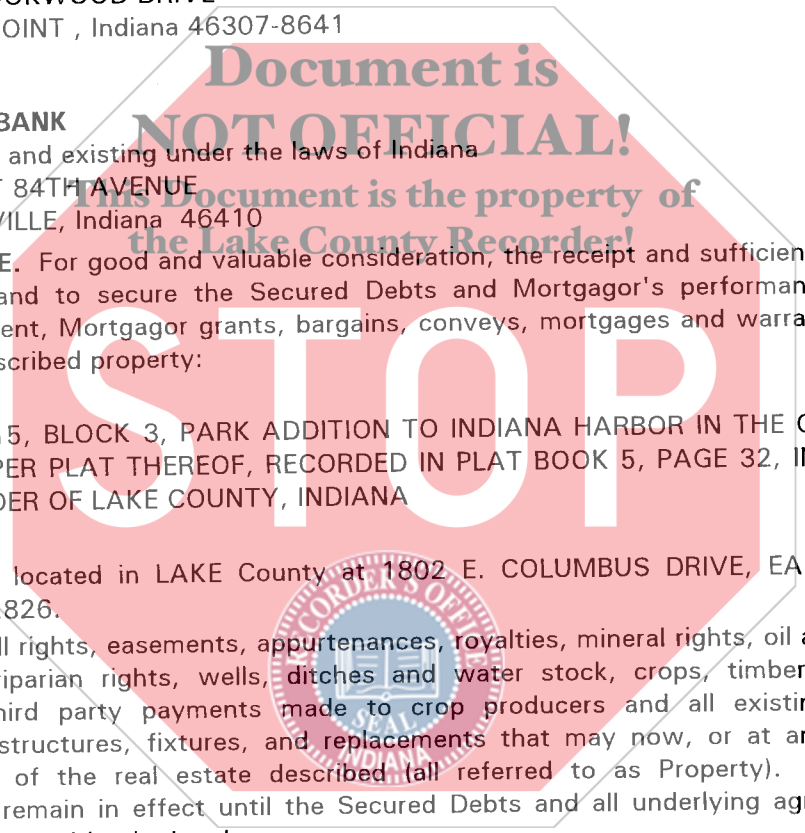 OINT , Indiana 46307-8641
Document is
BANK
NOT OFFICIAL!
and existing under the laws of Indiana
84TH AVENUE
This Document is the property of
VILLE, Indiana 46410
the Lake County Recorder!
E. For good and valuable consideration, the receipt and sufficien
and to secure the Secured Debts and Mortgagor's performan
ent, Mortgagor grants, bargains, conveys, mortgages and warra
scribed property:
STOP
5, BLOCK 3, PARK ADDITION TO INDIANA HARBOR IN THE C
PER PLAT THEREOF, RECORDED IN PLAT BOOK 5, PAGE 32, IN
DER OF LAKE COUNTY, INDIANA
located in LAKE County at 1802 E. COLUMBUS DRIVE, EA
826.
ll rights, easements, appurtenances, royalties, mineral rights, oil a
riparian rights, wells, ditches and water stock, crops, timber
hird party payments made to crop producers and all existin
structures, fixtures, and replacements that may now, or at an
of the real estate described (all referred to as Property).
remain in effect until the Secured Debts and all underlying agr
RECORDER'S OFFICE
SEAL
INDIANA